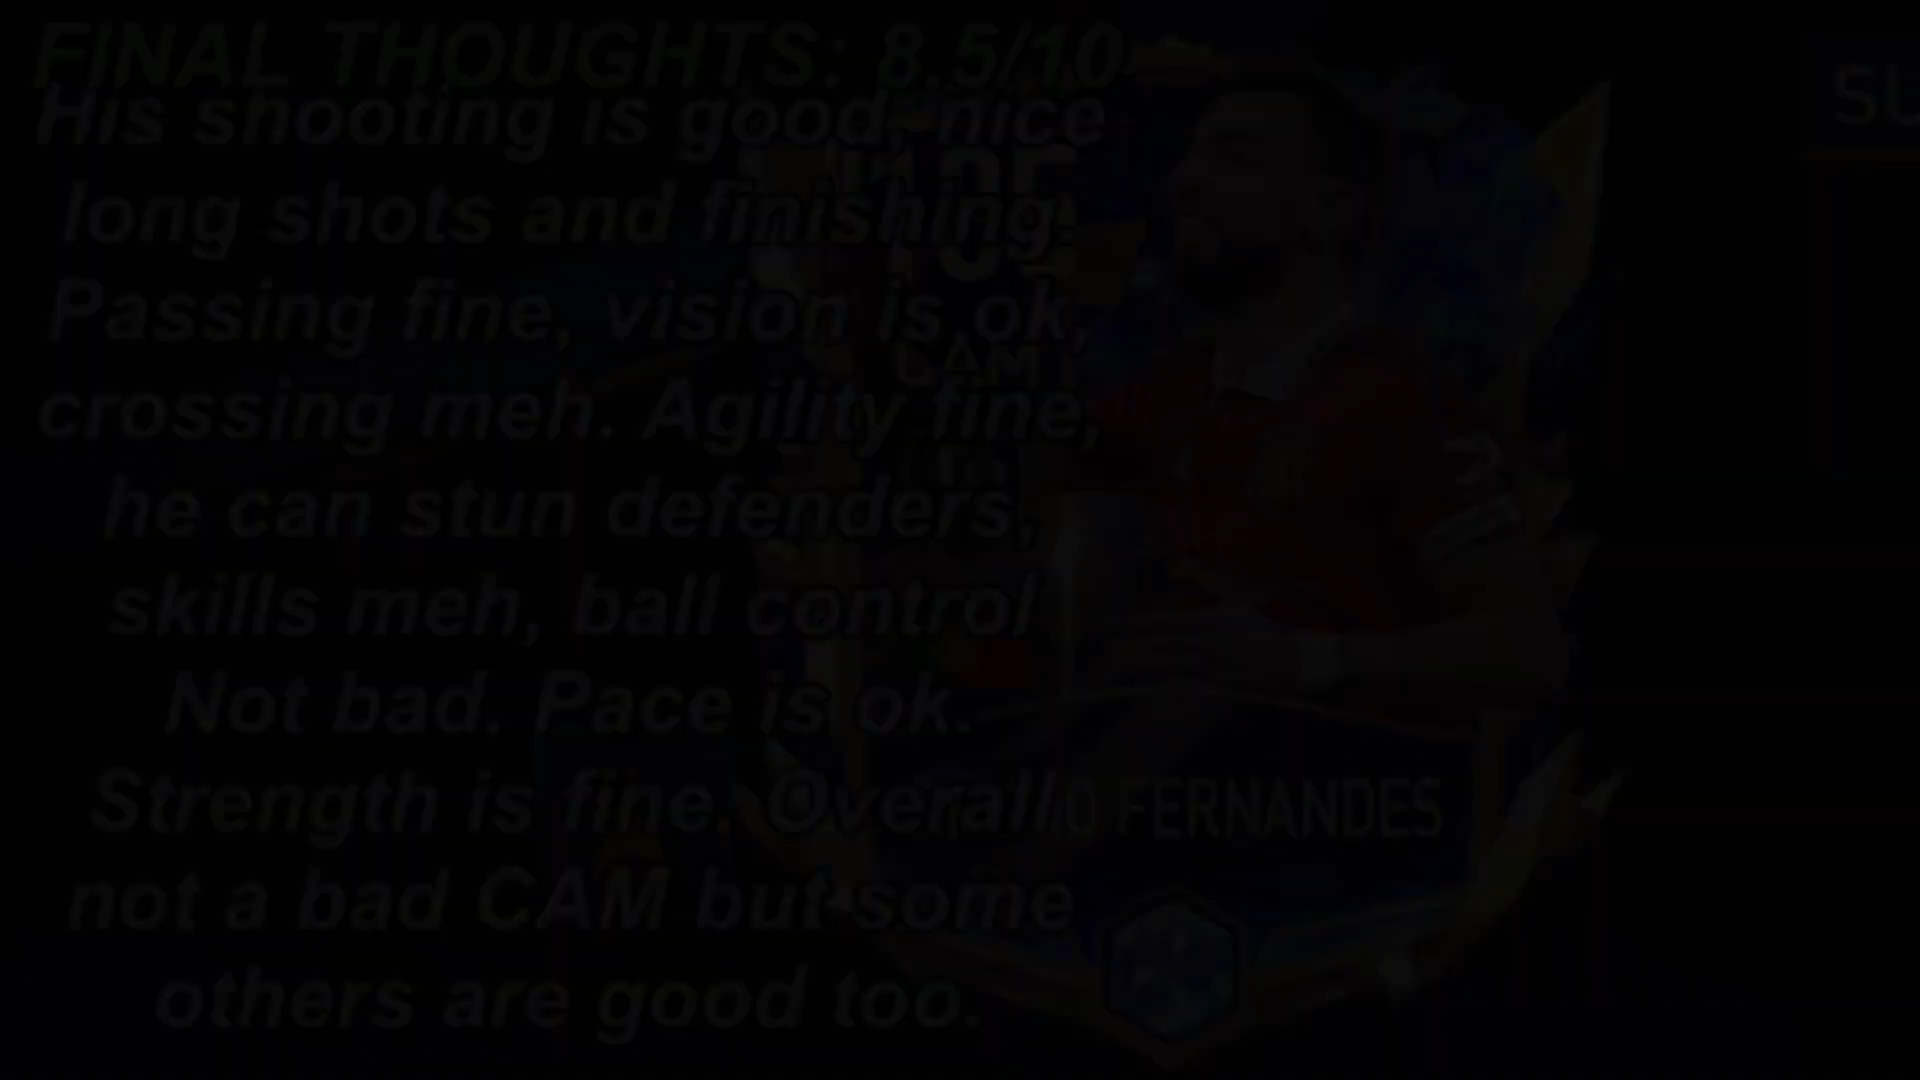 FINAL THOUGHTS: 8.5/10
His shooting is good, nice
long shots and finishing.
Passing fine, vision is ok,
crossing meh. Agility fine,
he can stun defenders,
skills meh, ball control
Not bad. Pace is ok.
Strength is fine. Overall
not a bad CAM but some
others are good too.
105
CAM
FERNANDES
SU